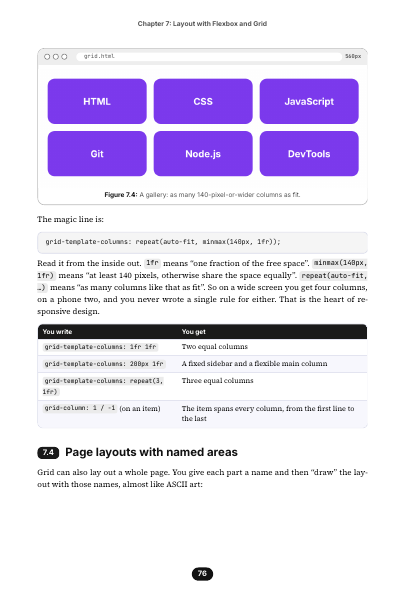 Chapter 7: Layout with Flexbox and Grid
grid.html
560px
HTML
CSS
JavaScript
Git
Node.js
DevTools
Figure 7.4: A gallery: as many 140-pixel-or-wider columns as fit.
The magic line is:
grid-template-columns: repeat(auto-fit, minmax(140px, 1fr));
Read it from the inside out. 1fr means “one fraction of the free space”. minmax(140px,
1fr) means “at least 140 pixels, otherwise share the space equally”. repeat(auto-fit,
…) means “as many columns like that as fit”. So on a wide screen you get four columns,
on a phone two, and you never wrote a single rule for either. That is the heart of re-
sponsive design.
You write
You get
grid-template-columns: 1fr 1fr
Two equal columns
grid-template-columns: 200px 1fr
A fixed sidebar and a flexible main column
grid-template-columns: repeat(3,
1fr)
Three equal columns
grid-column: 1 / -1 (on an item)
The item spans every column, from the first line to
the last
7.4 Page layouts with named areas
Grid can also lay out a whole page. You give each part a name and then “draw” the lay-
out with those names, almost like ASCII art:
76